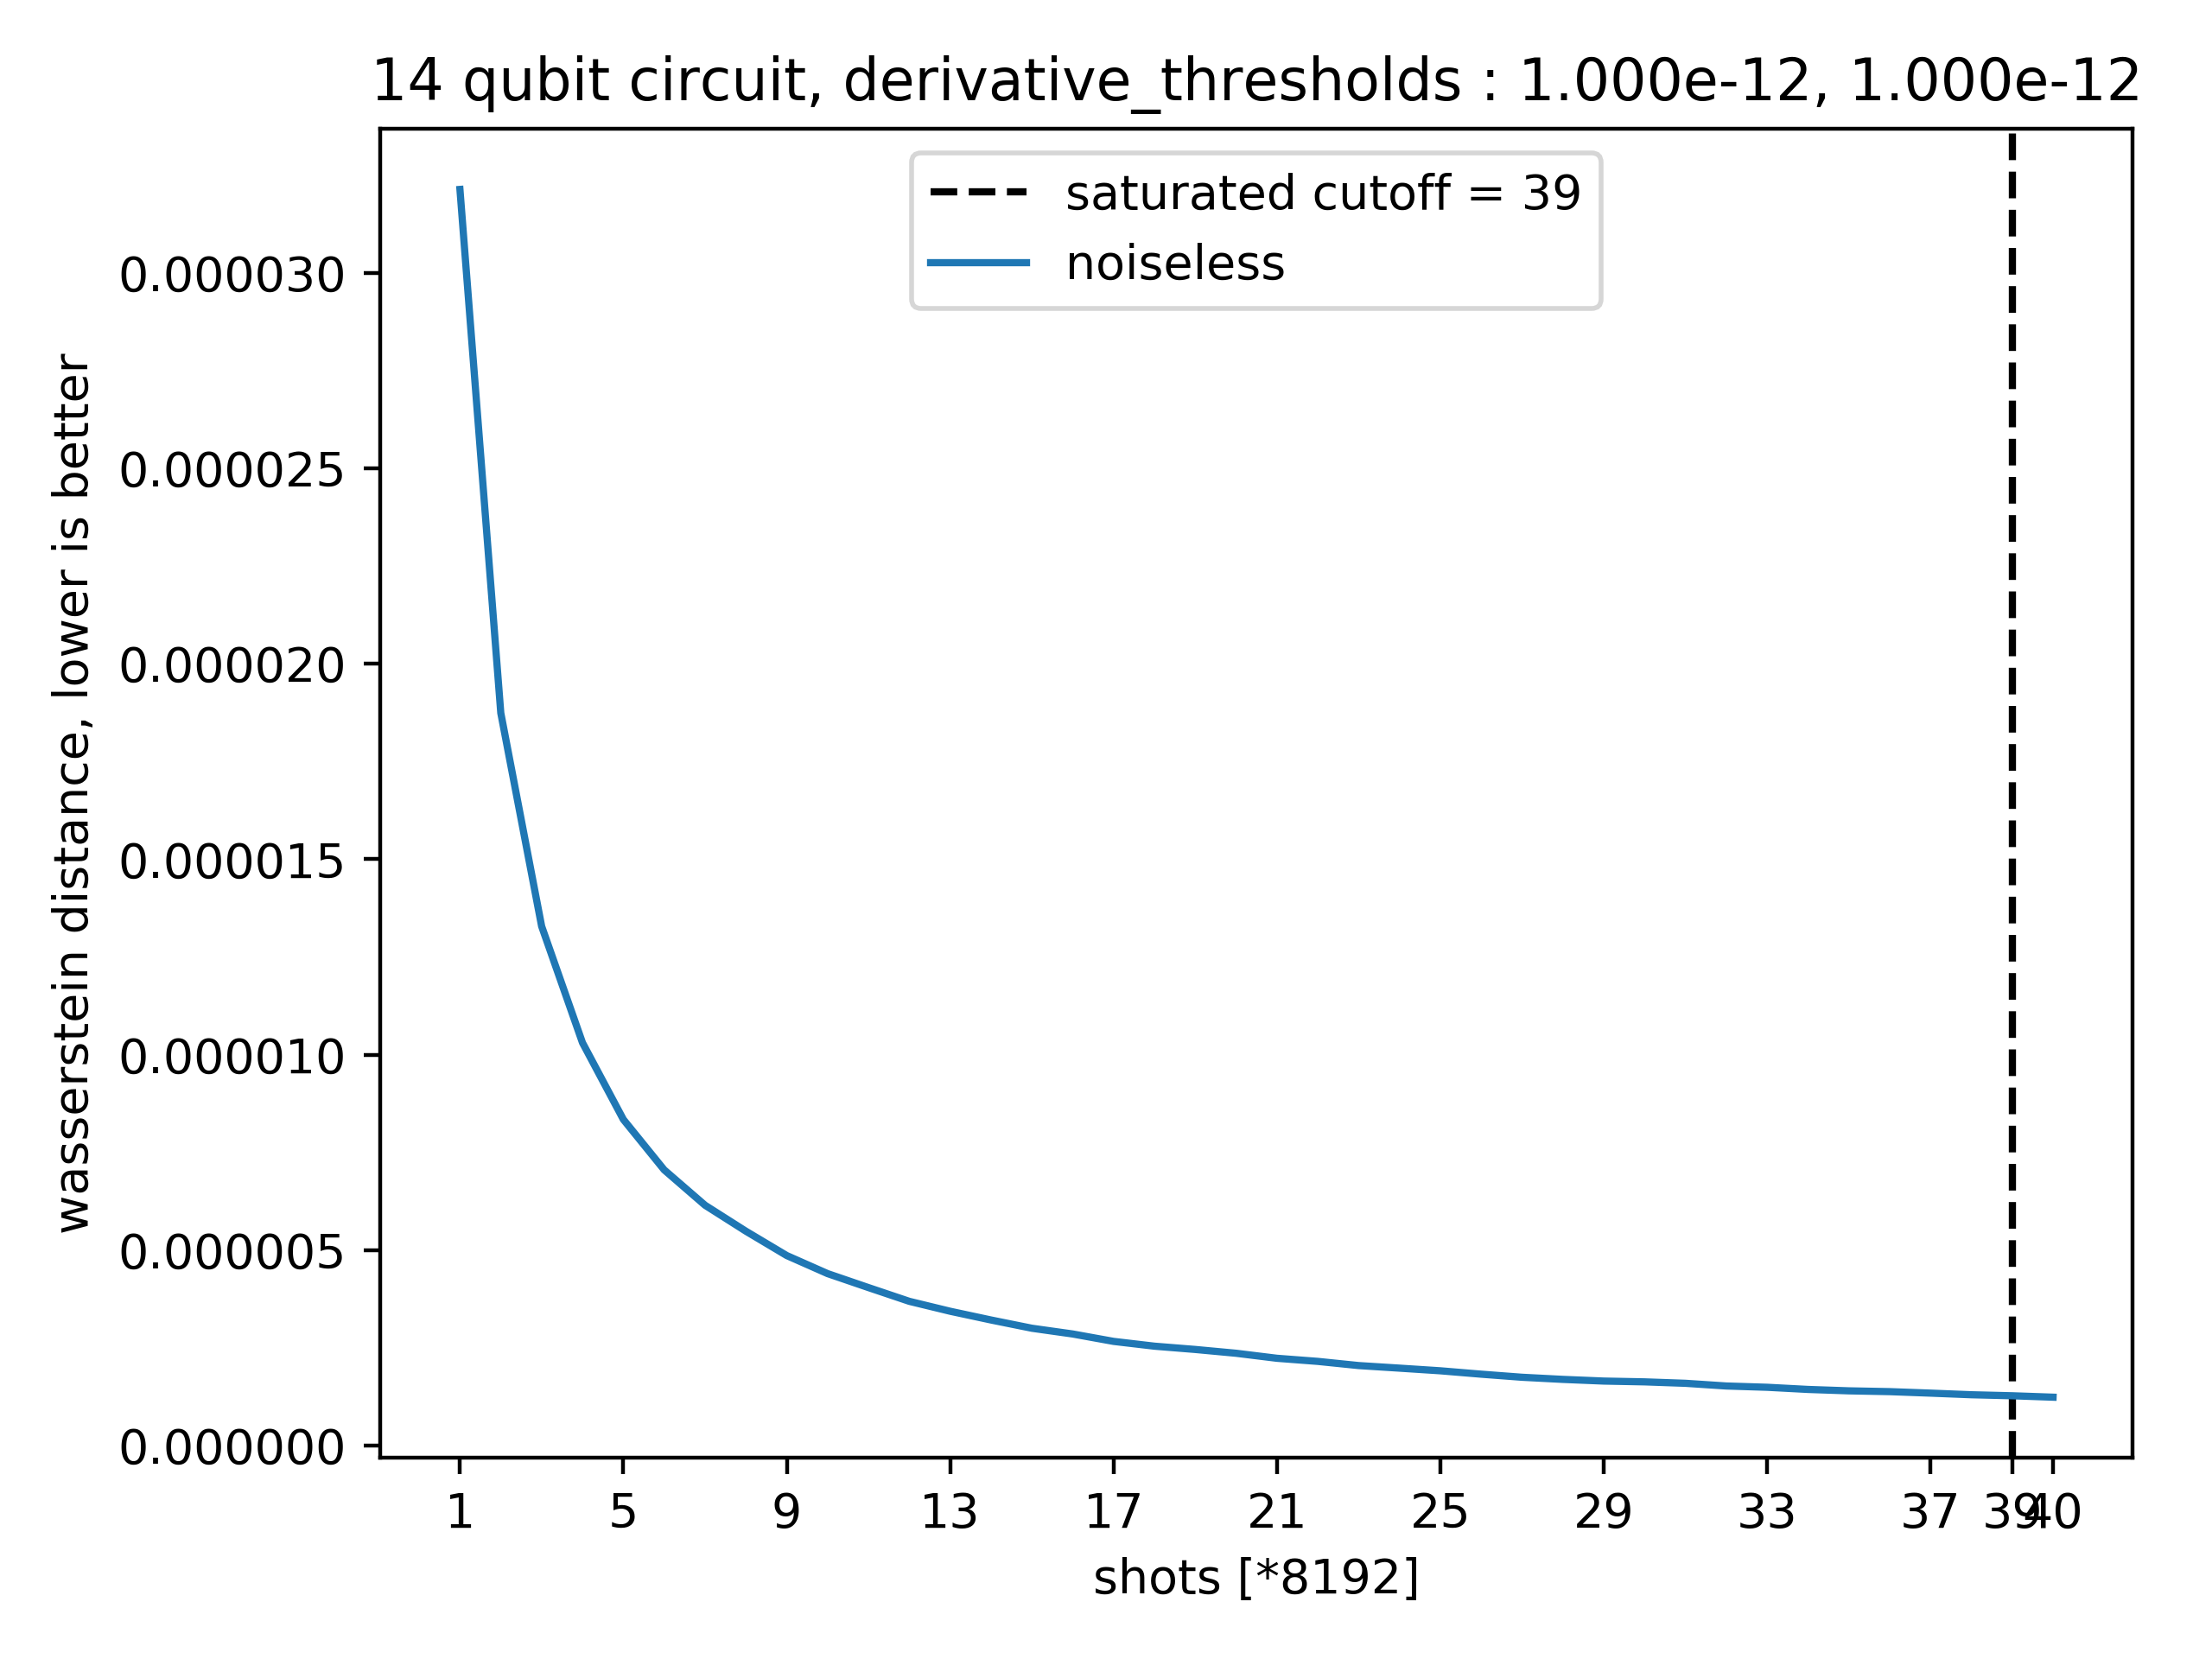 14 qubit circuit, derivative_thresholds : 1.000e-12, 1.000e-12
saturated cutoff = 39
noiseless
wasserstein distance, lower is better
0.000030
0.000025
0.000020
0.000015
0.000010
0.000005
0.000000
1 5 9 13 17 21 25 29 33 37 39 40
shots [*8192]